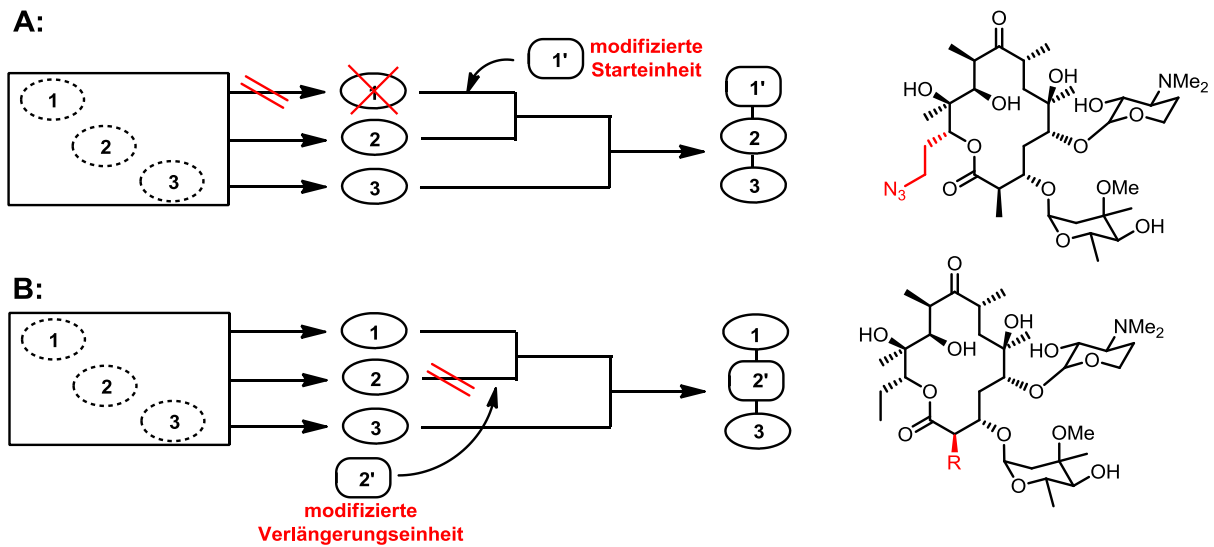 A:
1
2
3
1
2
3
1'
modifizierte
Starteinheit
1'
2
3
O
HO
OH
OH
HO
NMe2
O
O
O
O
O
OMe
OH
O
N3
B:
1
2
3
1
2
3
2'
modifizierte
Verlängerungseinheit
1
2'
3
O
HO
OH
OH
HO
NMe2
O
O
O
O
O
OMe
OH
O
R